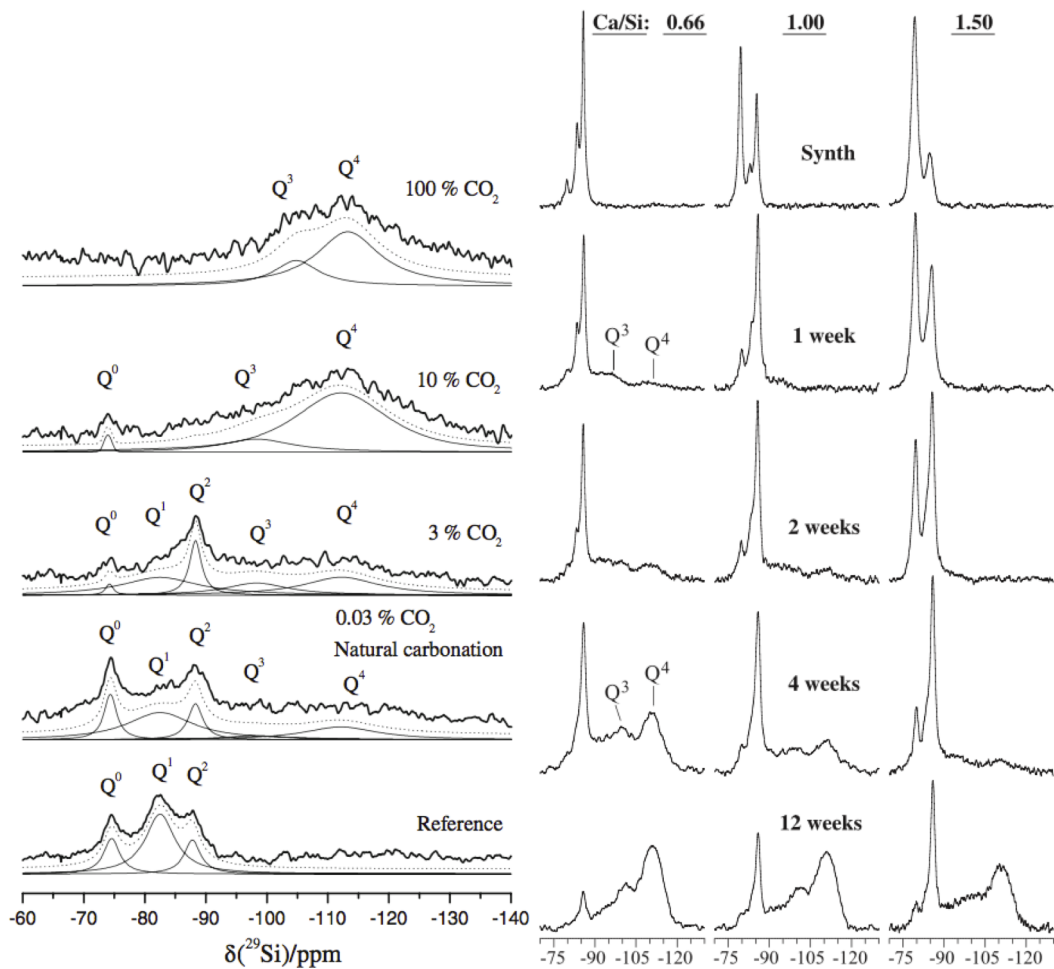 Q³ Q⁴ 100 % CO₂
Q⁰ Q³ Q⁴ 10 % CO₂
Q⁰ Q¹ Q² Q³ Q⁴ 3 % CO₂
0.03 % CO₂
Natural carbonation
Q⁰ Q¹ Q² Q³ Q⁴
Q⁰ Q¹ Q² Reference
-60 -70 -80 -90 -100 -110 -120 -130 -140
δ(²⁹Si)/ppm
Ca/Si: 0.66 1.00 1.50
Synth
Q³ Q⁴ 1 week
2 weeks
Q³ Q⁴ 4 weeks
12 weeks
-75 -90 -105 -120 -75 -90 -105 -120 -75 -90 -105 -120